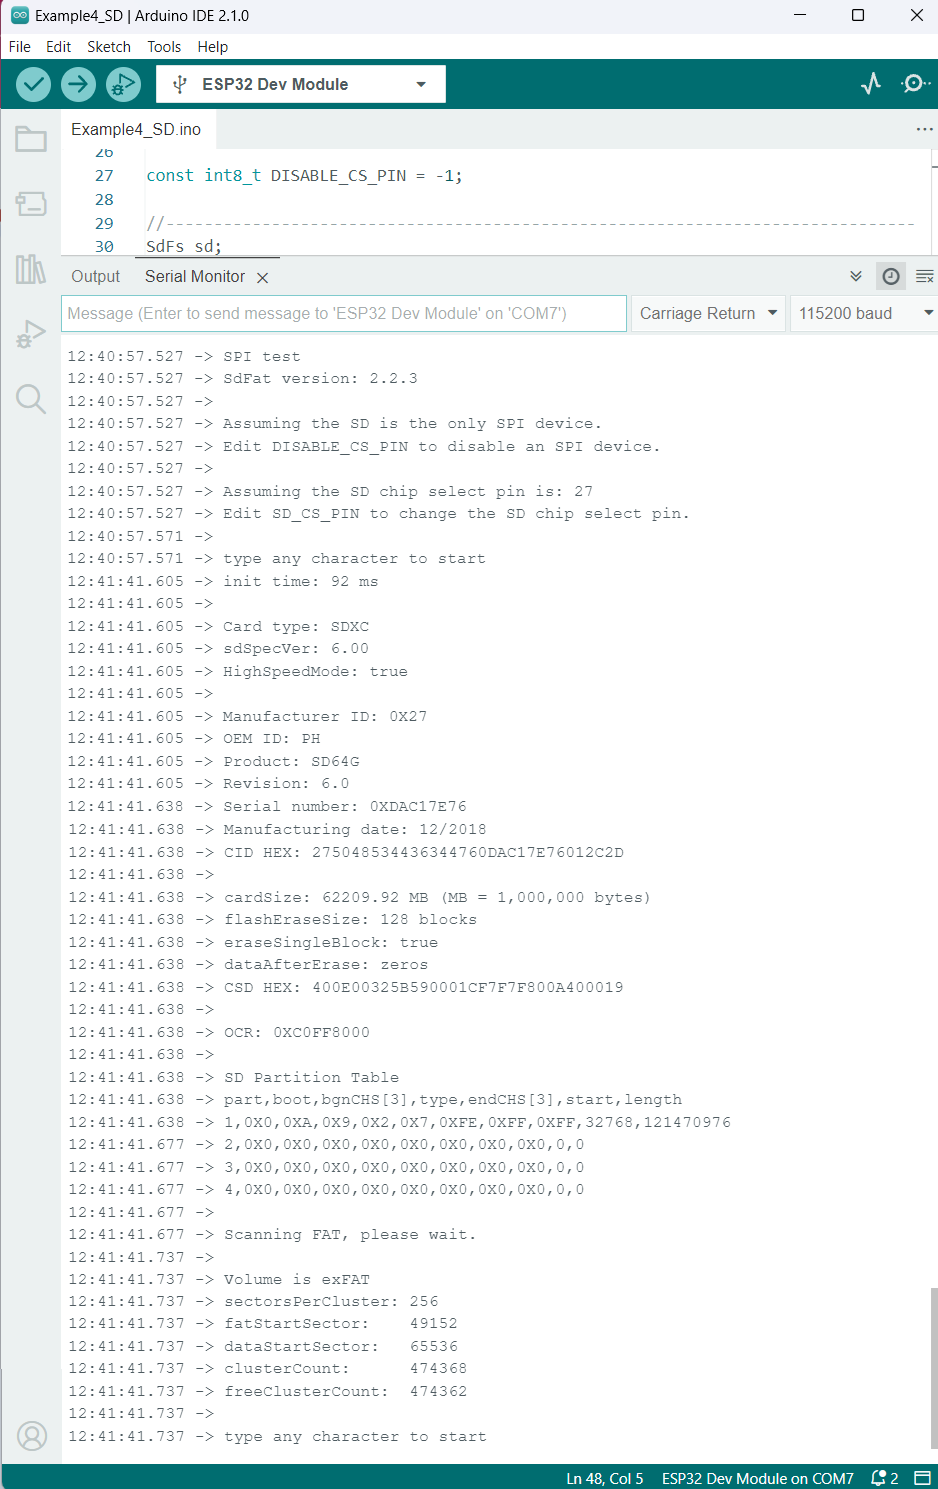 Example4_SD | Arduino IDE 2.1.0
File Edit Sketch Tools Help
ESP32 Dev Module
Example4_SD.ino
26
27 const int8_t DISABLE_CS_PIN = -1;
28
29 //------------------------------------------------------------------------------
30 SdFs sd;
Output Serial Monitor
Message (Enter to send message to 'ESP32 Dev Module' on 'COM7') Carriage Return 115200 baud
12:40:57.527 -> SPI test
12:40:57.527 -> SdFat version: 2.2.3
12:40:57.527 ->
12:40:57.527 -> Assuming the SD is the only SPI device.
12:40:57.527 -> Edit DISABLE_CS_PIN to disable an SPI device.
12:40:57.527 ->
12:40:57.527 -> Assuming the SD chip select pin is: 27
12:40:57.527 -> Edit SD_CS_PIN to change the SD chip select pin.
12:40:57.571 ->
12:40:57.571 -> type any character to start
12:41:41.605 -> init time: 92 ms
12:41:41.605 ->
12:41:41.605 -> Card type: SDXC
12:41:41.605 -> sdSpecVer: 6.00
12:41:41.605 -> HighSpeedMode: true
12:41:41.605 ->
12:41:41.605 -> Manufacturer ID: 0X27
12:41:41.605 -> OEM ID: PH
12:41:41.605 -> Product: SD64G
12:41:41.605 -> Revision: 6.0
12:41:41.638 -> Serial number: 0XDAC17E76
12:41:41.638 -> Manufacturing date: 12/2018
12:41:41.638 -> CID HEX: 275048534436344760DAC17E76012C2D
12:41:41.638 ->
12:41:41.638 -> cardSize: 62209.92 MB (MB = 1,000,000 bytes)
12:41:41.638 -> flashEraseSize: 128 blocks
12:41:41.638 -> eraseSingleBlock: true
12:41:41.638 -> dataAfterErase: zeros
12:41:41.638 -> CSD HEX: 400E00325B590001CF7F7F800A400019
12:41:41.638 ->
12:41:41.638 -> OCR: 0XC0FF8000
12:41:41.638 ->
12:41:41.638 -> SD Partition Table
12:41:41.638 -> part,boot,bgnCHS[3],type,endCHS[3],start,length
12:41:41.638 -> 1,0X0,0XA,0X9,0X2,0X7,0XFE,0XFF,0XFF,32768,121470976
12:41:41.677 -> 2,0X0,0X0,0X0,0X0,0X0,0X0,0X0,0X0,0,0
12:41:41.677 -> 3,0X0,0X0,0X0,0X0,0X0,0X0,0X0,0X0,0,0
12:41:41.677 -> 4,0X0,0X0,0X0,0X0,0X0,0X0,0X0,0X0,0,0
12:41:41.677 ->
12:41:41.677 -> Scanning FAT, please wait.
12:41:41.737 ->
12:41:41.737 -> Volume is exFAT
12:41:41.737 -> sectorsPerCluster: 256
12:41:41.737 -> fatStartSector: 49152
12:41:41.737 -> dataStartSector: 65536
12:41:41.737 -> clusterCount: 474368
12:41:41.737 -> freeClusterCount: 474362
12:41:41.737 ->
12:41:41.737 -> type any character to start
Ln 48, Col 5 ESP32 Dev Module on COM7 2